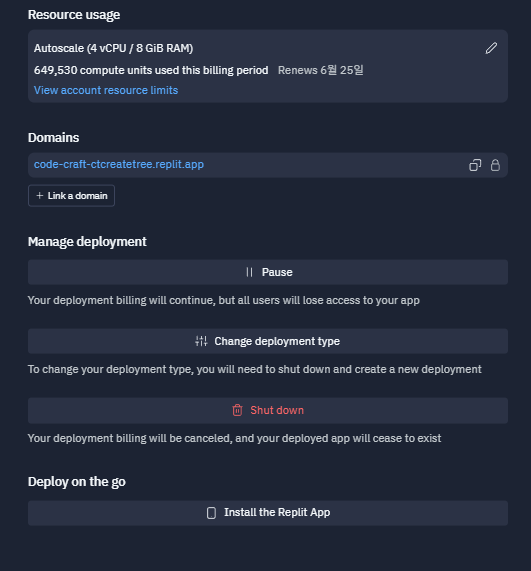 Resource usage
Autoscale (4 vCPU / 8 GiB RAM)
649,530 compute units used this billing period Renews 6월 25일
View account resource limits
Domains
code-craft-ctcreatetree.replit.app
+ Link a domain
Manage deployment
Pause
Your deployment billing will continue, but all users will lose access to your app
Change deployment type
To change your deployment type, you will need to shut down and create a new deployment
Shut down
Your deployment billing will be canceled, and your deployed app will cease to exist
Deploy on the go
Install the Replit App